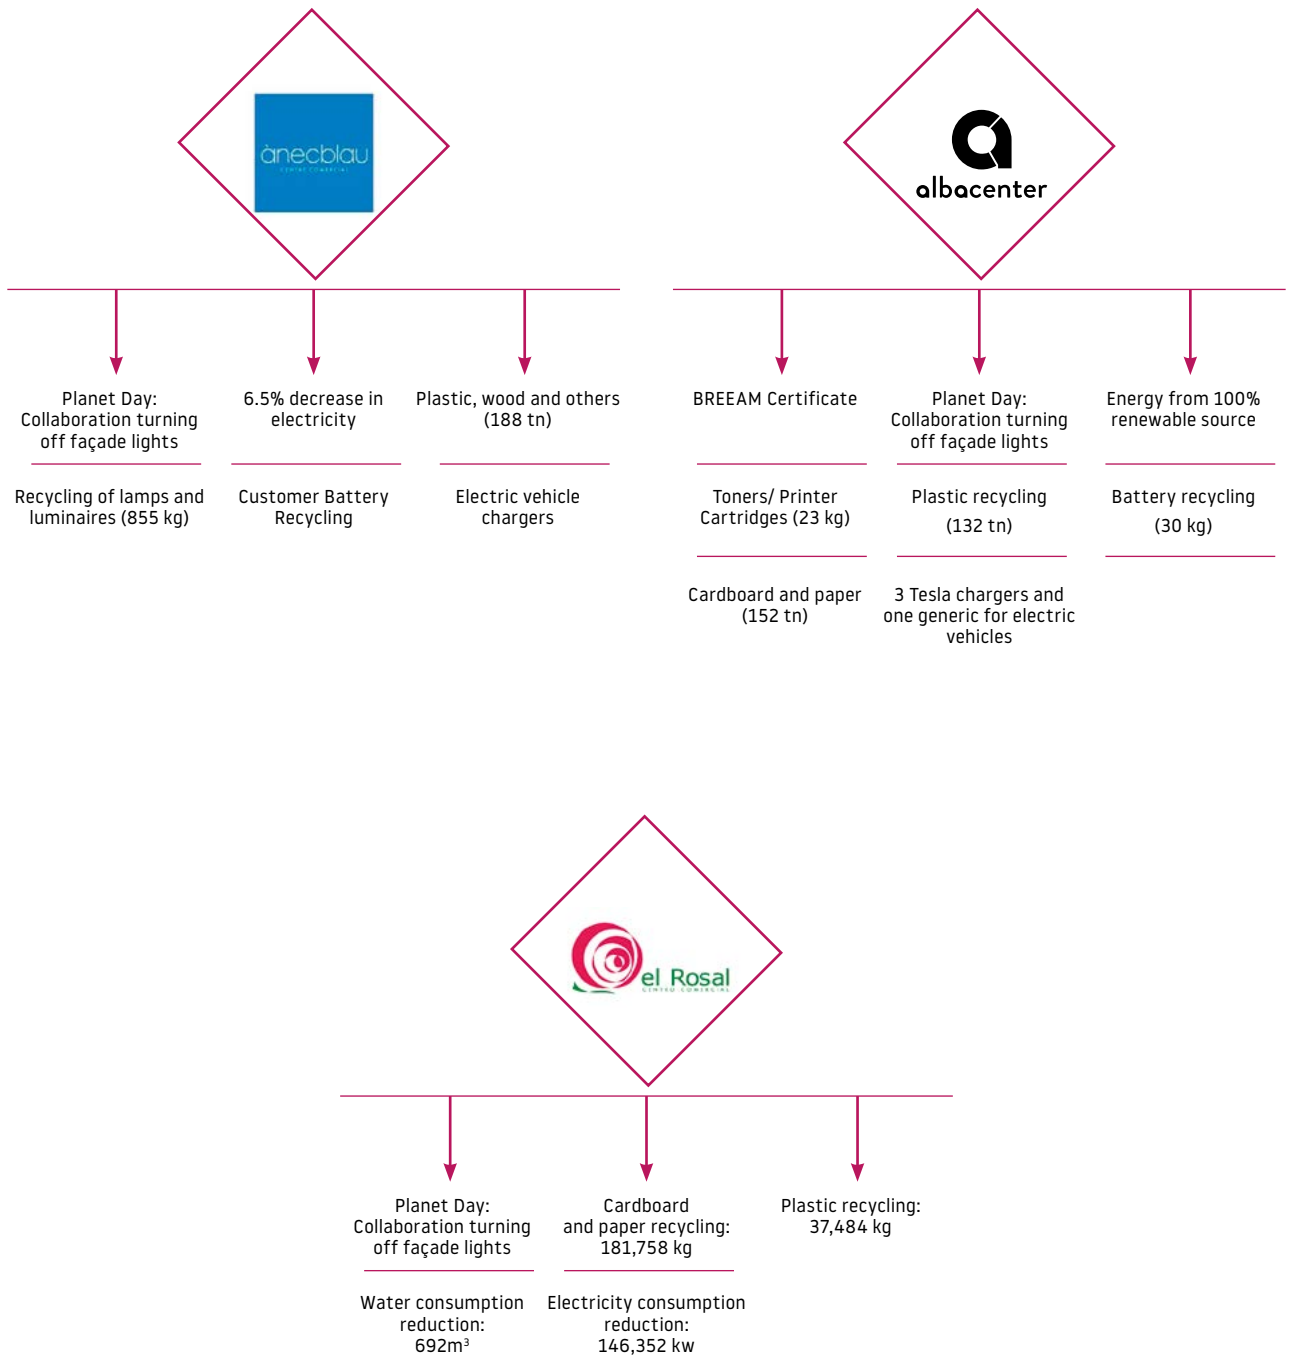 ànecblau
CENTRO COMERCIAL
Planet Day:
Collaboration turning
off façade lights
Recycling of lamps and
luminaires (855 kg)
6.5% decrease in
electricity
Customer Battery
Recycling
Plastic, wood and others
(188 tn)
Electric vehicle
chargers
albacenter
BREEAM Certificate
Toners/ Printer
Cartridges (23 kg)
Cardboard and paper
(152 tn)
Planet Day:
Collaboration turning
off façade lights
Plastic recycling
(132 tn)
3 Tesla chargers and
one generic for electric
vehicles
Energy from 100%
renewable source
Battery recycling
(30 kg)
el Rosal
CENTRO COMERCIAL
Planet Day:
Collaboration turning
off façade lights
Water consumption
reduction:
692m³
Cardboard
and paper recycling:
181,758 kg
Electricity consumption
reduction:
146,352 kw
Plastic recycling:
37,484 kg